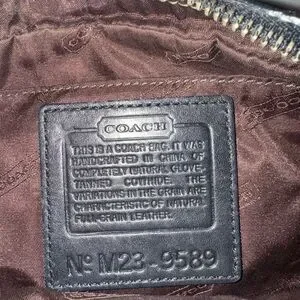 COACH
THIS IS A COACH BAG. IT WAS
HANDCRAFTED IN CHINA OF
COMPLETELY NATURAL GLOVE-
TANNED COWHIDE. THE
VARIATIONS IN THE GRAIN ARE
CHARACTERISTIC OF NATURAL
FULL-GRAIN LEATHER.
Nº M23-9589